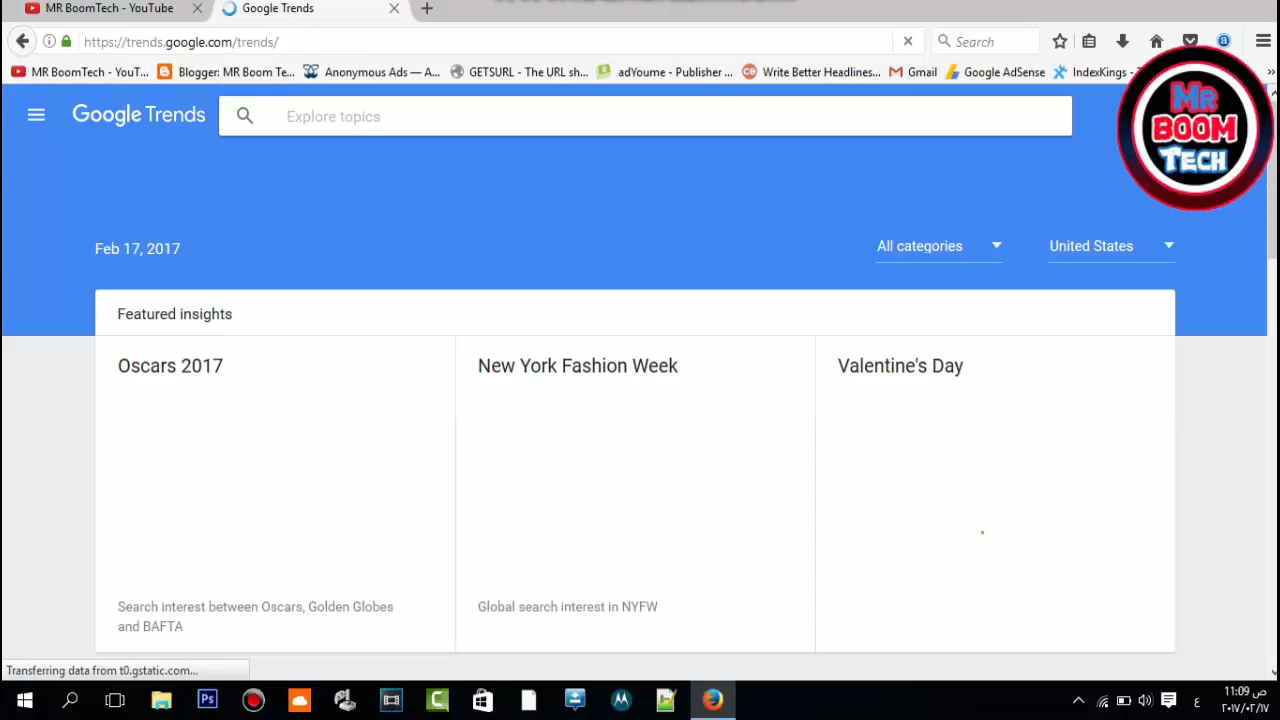 MR BoomTech - YouTube
Google Trends
https://trends.google.com/trends/
Search
MR BoomTech - YouT...
Blogger: MR Boom Te...
Anonymous Ads — A...
GETSURL - The URL sh...
adYoume - Publisher ...
Write Better Headlines...
Gmail
Google AdSense
IndexKings -
Google Trends
Explore topics
MR
BOOM
TECH
Feb 17, 2017
All categories
United States
Featured insights
Oscars 2017
New York Fashion Week
Valentine's Day
Search interest between Oscars, Golden Globes
and BAFTA
Global search interest in NYFW
Transferring data from t0.gstatic.com...
Ps
ع
11:09 ص
٢٠١٧/٠٢/١٧